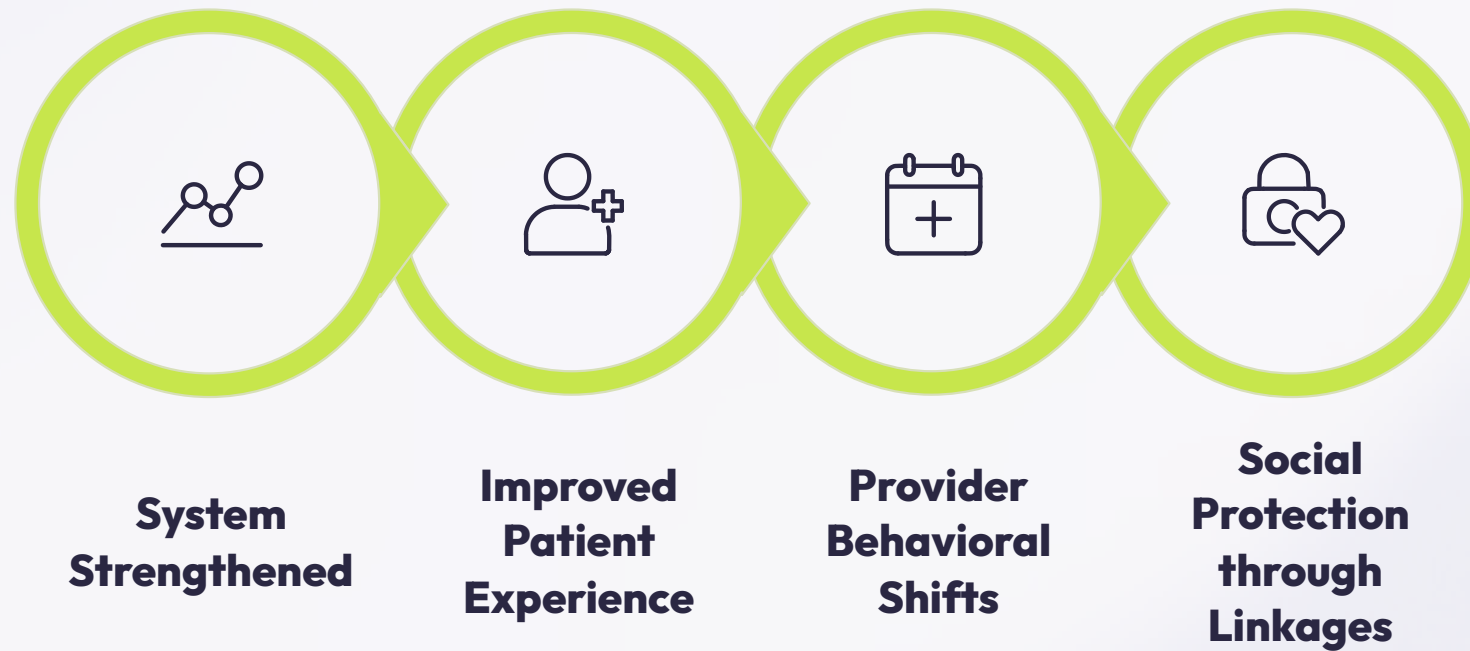 System
Strengthened
Improved
Patient
Experience
Provider
Behavioral
Shifts
Social
Protection
through
Linkages